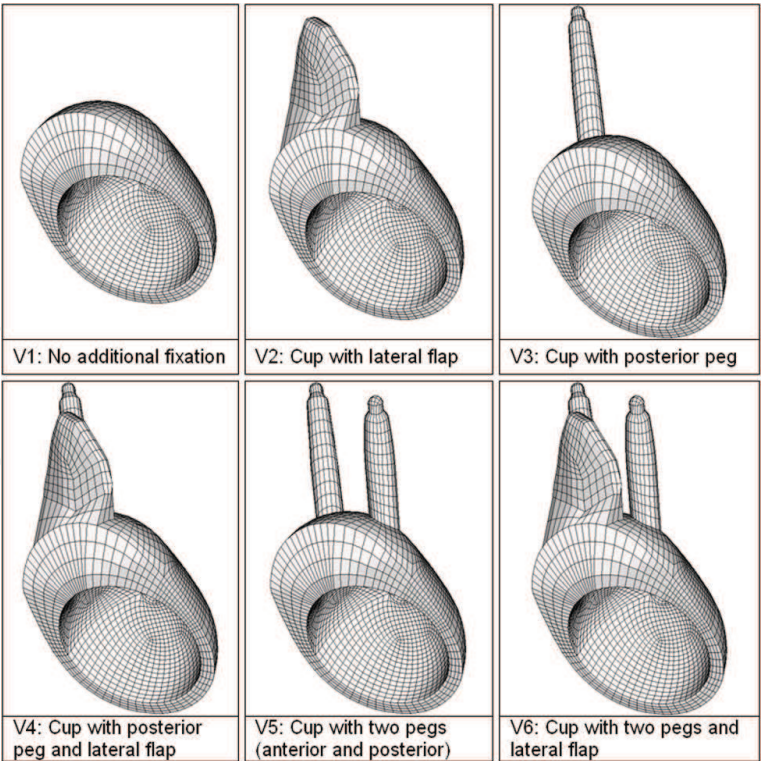 V1: No additional fixation
V2: Cup with lateral flap
V3: Cup with posterior peg
V4: Cup with posterior
peg and lateral flap
V5: Cup with two pegs
(anterior and posterior)
V6: Cup with two pegs and
lateral flap